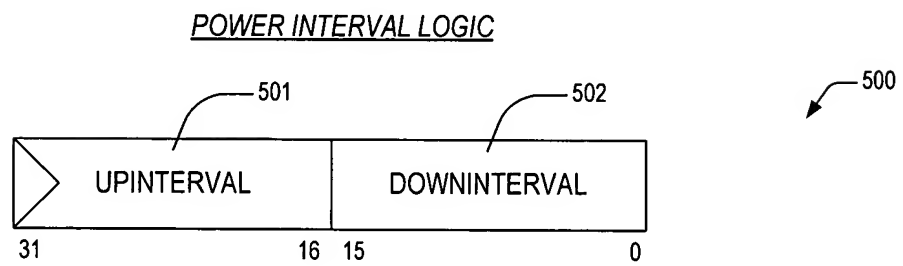 POWER INTERVAL LOGIC
501
502
500
UPINTERVAL
DOWNINTERVAL
31 16 15 0